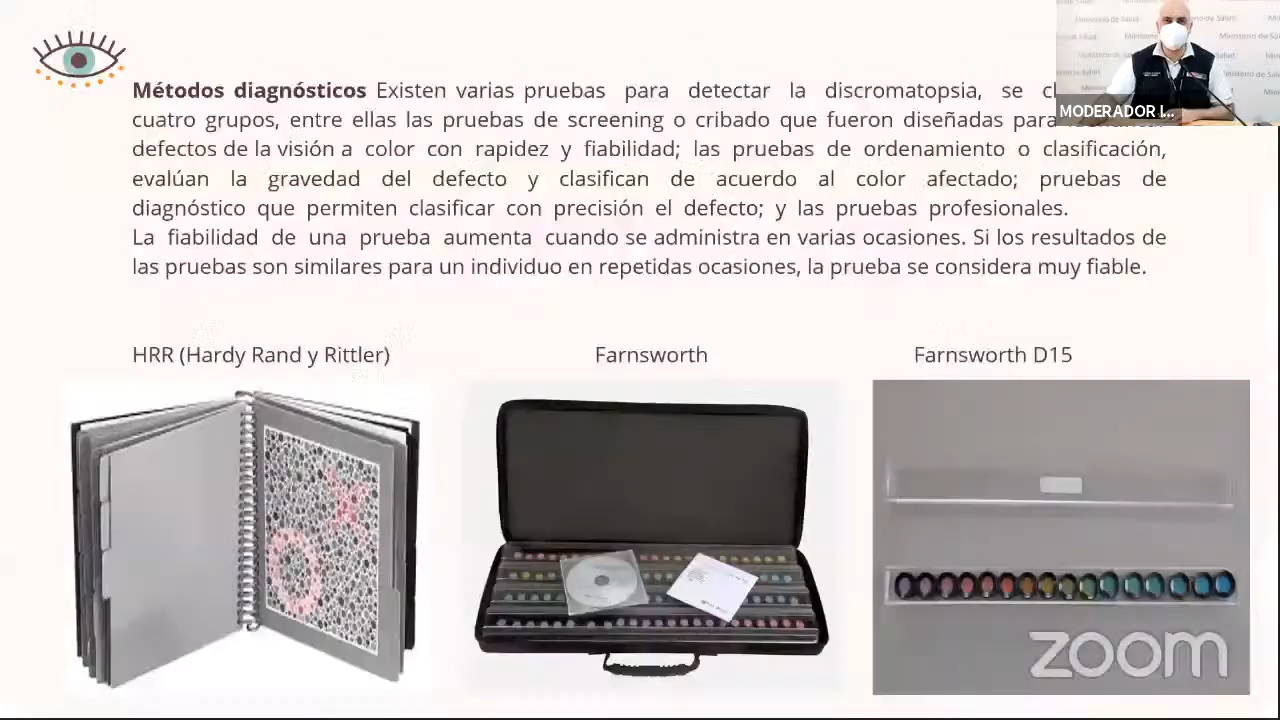 Métodos diagnósticos Existen varias pruebas para detectar la discromatopsia, se
cuatro grupos, entre ellas las pruebas de screening o cribado que fueron diseñadas para
defectos de la visión a color con rapidez y fiabilidad; las pruebas de ordenamiento o clasificación,
evalúan la gravedad del defecto y clasifican de acuerdo al color afectado; pruebas de
diagnóstico que permiten clasificar con precisión el defecto; y las pruebas profesionales.
La fiabilidad de una prueba aumenta cuando se administra en varias ocasiones. Si los resultados de
las pruebas son similares para un individuo en repetidas ocasiones, la prueba se considera muy fiable.
MODERADOR I...
HRR (Hardy Rand y Rittler)
Farnsworth
Farnsworth D15
zoom